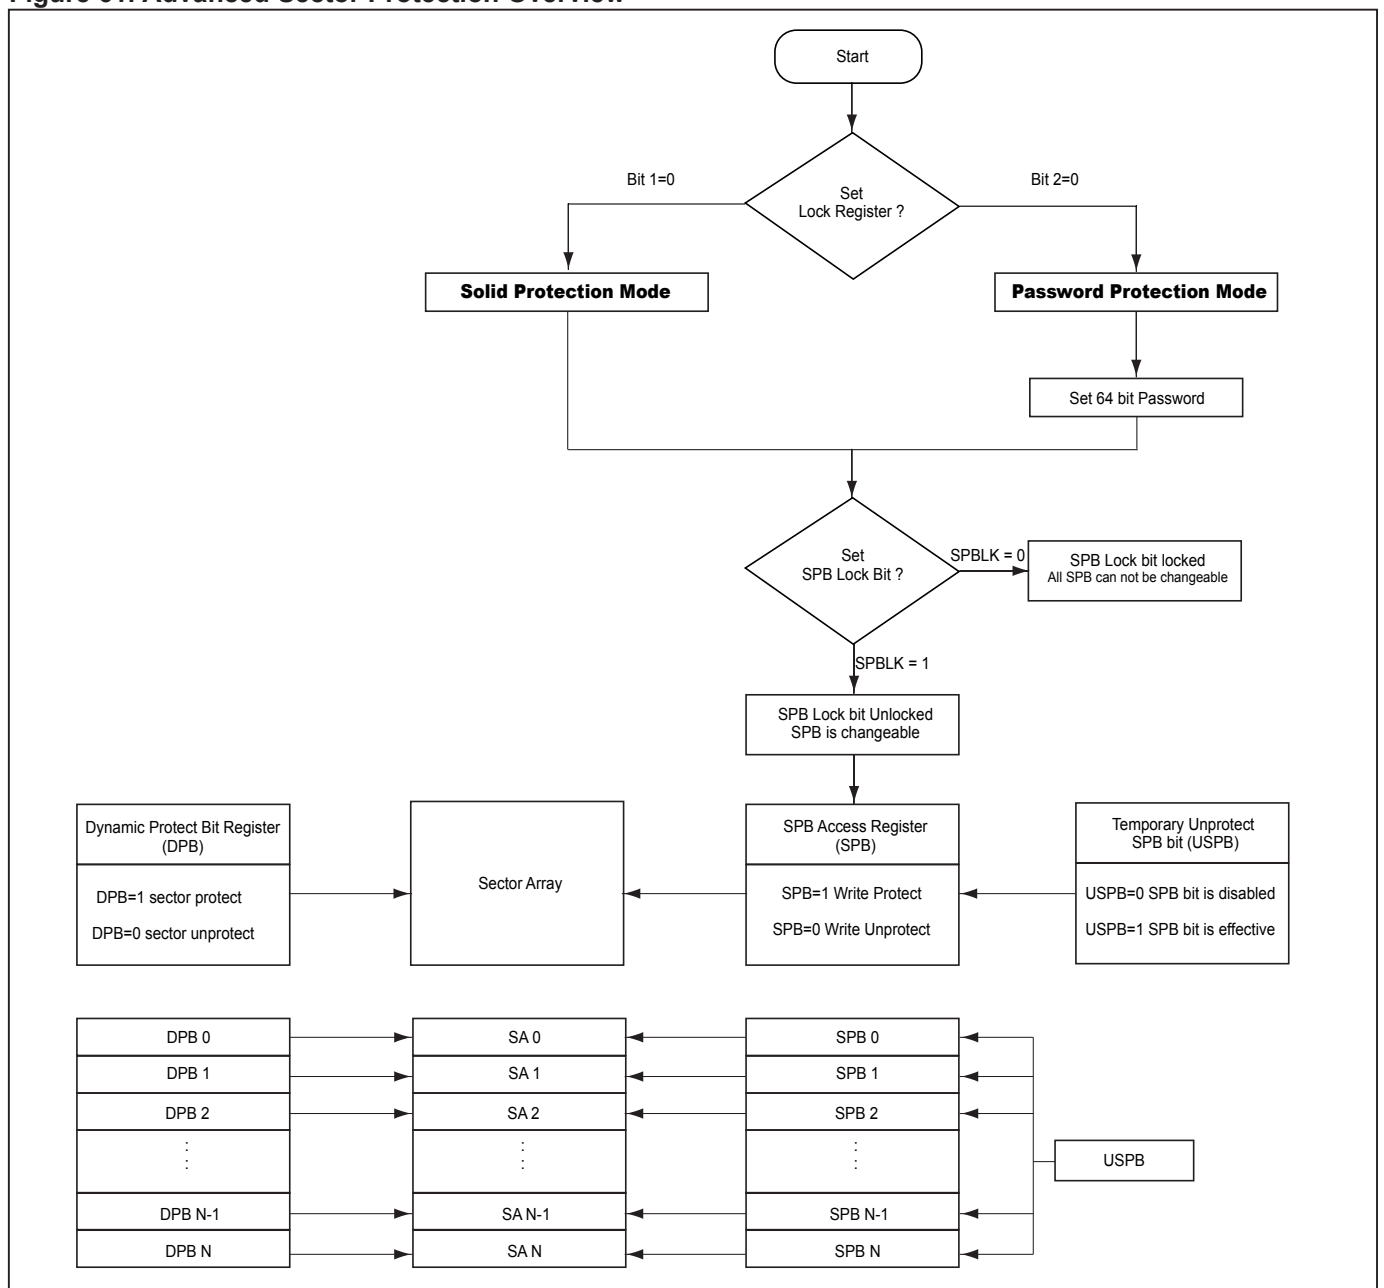 Start
Set
Lock Register ?
Bit 1=0
Bit 2=0
Solid Protection Mode
Password Protection Mode
Set 64 bit Password
Set
SPB Lock Bit ?
SPBLK = 0
SPB Lock bit locked
All SPB can not be changeable
SPBLK = 1
SPB Lock bit Unlocked
SPB is changeable
Dynamic Protect Bit Register
(DPB)
DPB=1 sector protect
DPB=0 sector unprotect
Sector Array
SPB Access Register
(SPB)
SPB=1 Write Protect
SPB=0 Write Unprotect
Temporary Unprotect
SPB bit (USPB)
USPB=0 SPB bit is disabled
USPB=1 SPB bit is effective
DPB 0
SA 0
SPB 0
DPB 1
SA 1
SPB 1
DPB 2
SA 2
SPB 2
USPB
DPB N-1
SA N-1
SPB N-1
DPB N
SA N
SPB N